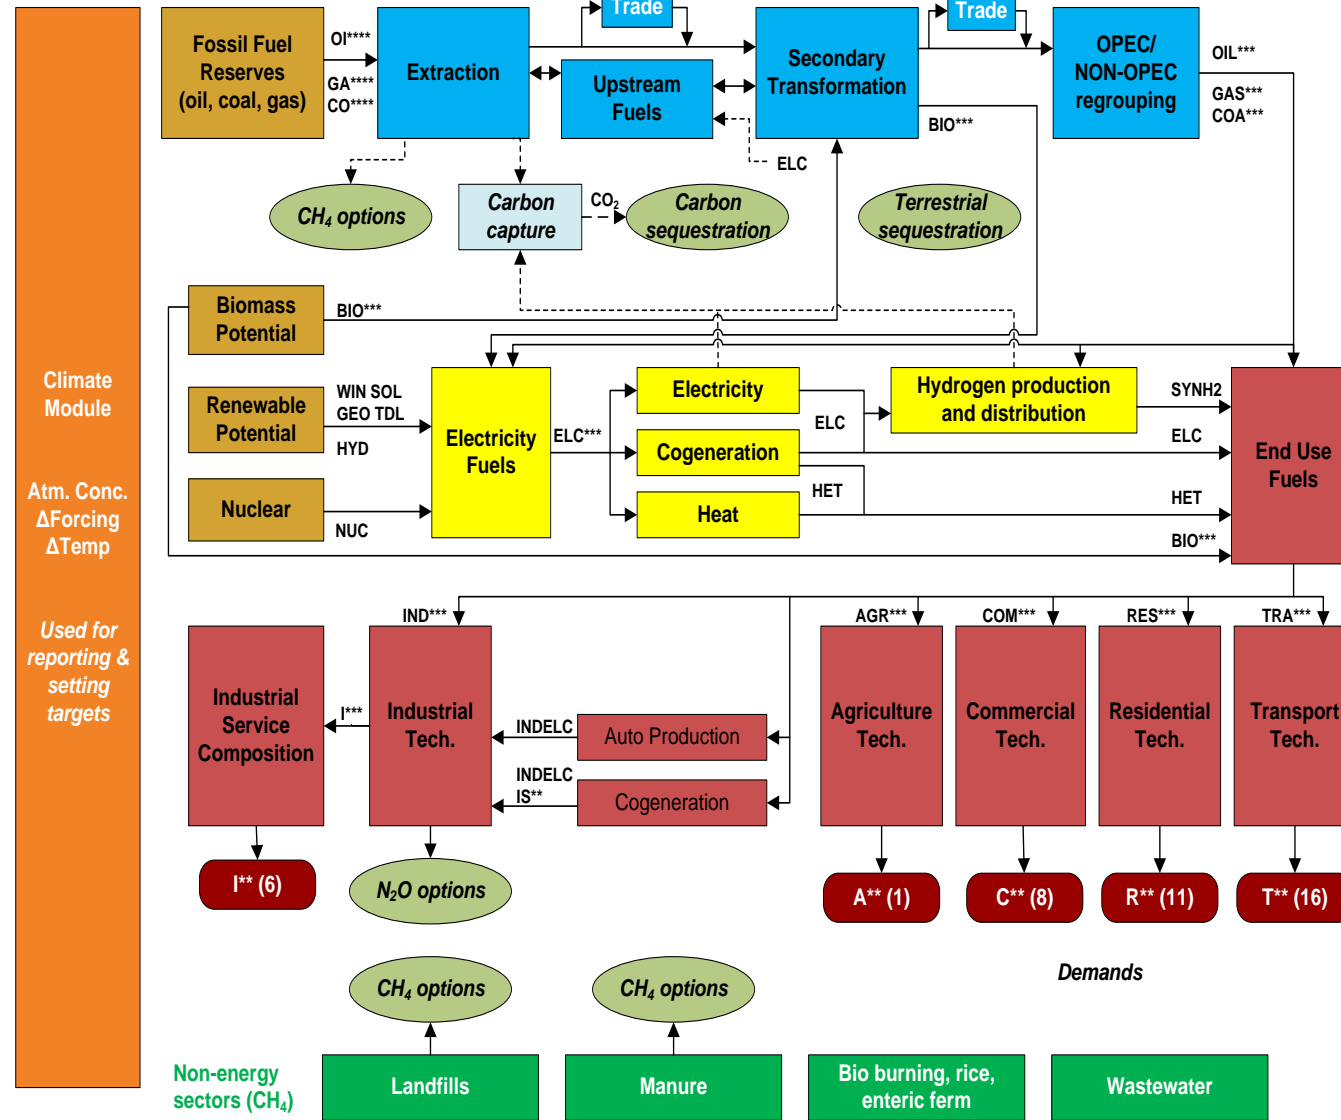 Trade
Trade
Fossil Fuel
Reserves
(oil, coal, gas)
OI****
GA****
CO****
Extraction
Upstream
Fuels
Secondary
Transformation
BIO***
OPEC/
NON-OPEC
regrouping
OIL***
GAS***
COA***
ELC
CH₄ options
Carbon
capture
CO₂
Carbon
sequestration
Terrestrial
sequestration
Biomass
Potential
BIO***
Climate
Module
Atm. Conc.
ΔForcing
ΔTemp
Used for
reporting &
setting
targets
Renewable
Potential
WIN SOL
GEO TDL
HYD
Nuclear
NUC
Electricity
Fuels
ELC***
Electricity
Cogeneration
Heat
ELC
HET
Hydrogen production
and distribution
SYNH2
ELC
HET
BIO***
End Use
Fuels
IND***
AGR***
COM***
RES***
TRA***
Industrial
Service
Composition
I***
Industrial
Tech.
INDELC
Auto Production
INDELC
IS**
Cogeneration
Agriculture
Tech.
Commercial
Tech.
Residential
Tech.
Transport
Tech.
I** (6)
N₂O options
A** (1)
C** (8)
R** (11)
T** (16)
Demands
CH₄ options
CH₄ options
Non-energy
sectors (CH₄)
Landfills
Manure
Bio burning, rice,
enteric ferm
Wastewater